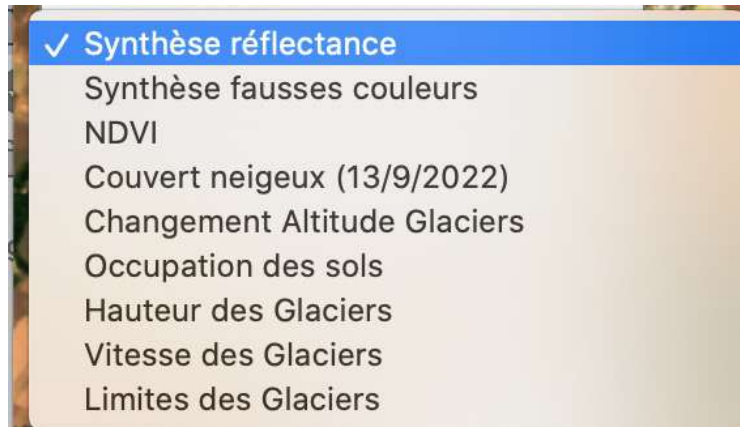 ✓ Synthèse réflectance
Synthèse fausses couleurs
NDVI
Couvert neigeux (13/9/2022)
Changement Altitude Glaciers
Occupation des sols
Hauteur des Glaciers
Vitesse des Glaciers
Limites des Glaciers